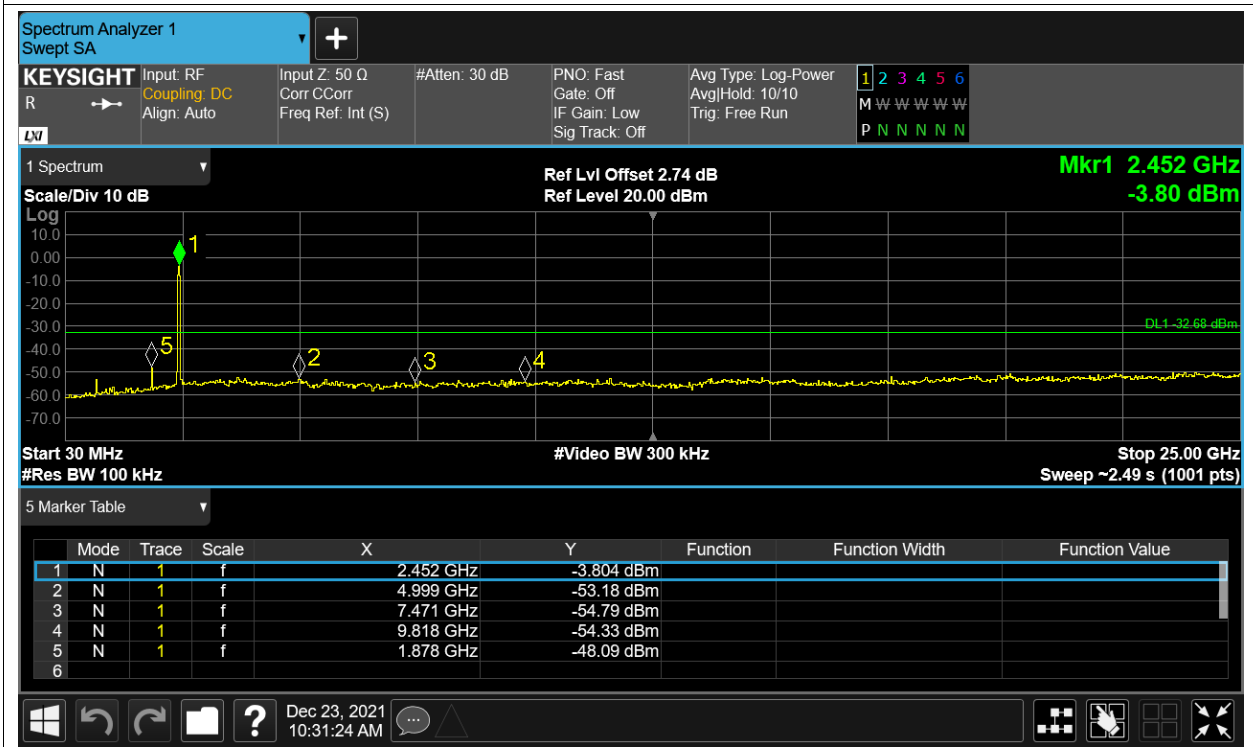 Spectrum Analyzer 1
Swept SA
+
KEYSIGHT
R
LXI
Input: RF
Coupling: DC
Align: Auto
Input Z: 50 Ω
Corr CCorr
Freq Ref: Int (S)
#Atten: 30 dB
PNO: Fast
Gate: Off
IF Gain: Low
Sig Track: Off
Avg Type: Log-Power
Avg|Hold: 10/10
Trig: Free Run
1 2 3 4 5 6
M W W W W W
P N N N N N
1 Spectrum
Scale/Div 10 dB
Ref Lvl Offset 2.74 dB
Ref Level 20.00 dBm
Mkr1 2.452 GHz
-3.80 dBm
Log
10.0
0.00
-10.0
-20.0
-30.0
-40.0
-50.0
-60.0
-70.0
1
5
2
3
4
DL1 -32.68 dBm
Start 30 MHz
#Video BW 300 kHz
Stop 25.00 GHz
#Res BW 100 kHz
Sweep ~2.49 s (1001 pts)
5 Marker Table
Mode Trace Scale X Y Function Function Width Function Value
1 N 1 f 2.452 GHz -3.804 dBm
2 N 1 f 4.999 GHz -53.18 dBm
3 N 1 f 7.471 GHz -54.79 dBm
4 N 1 f 9.818 GHz -54.33 dBm
5 N 1 f 1.878 GHz -48.09 dBm
6
?
Dec 23, 2021
10:31:24 AM